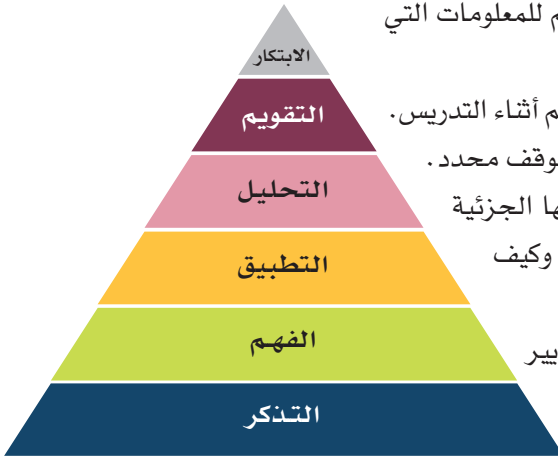 م للمعلومات التي
الابتكار
م أثناء التدريس.
التقويم
وقف محدد.
التحليل
ها الجزئية
وكيف
التطبيق
الفهم
يير
التذكر